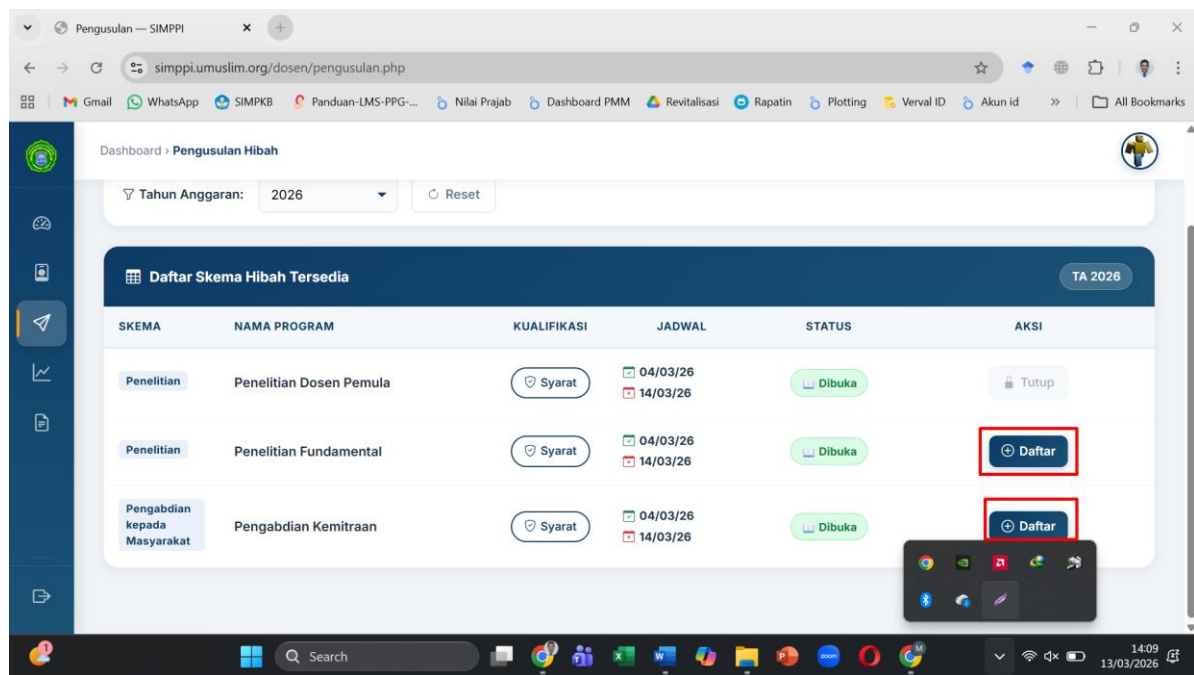 Pengusulan — SIMPPI
simppi.umuslim.org/dosen/pengusulan.php
Gmail WhatsApp SIMPKB Panduan-LMS-PPG-... Nilai Prajab Dashboard PMM Revitalisasi Rapatin Plotting Verval ID Akun id » All Bookmarks
Dashboard › Pengusulan Hibah
Tahun Anggaran: 2026 Reset
Daftar Skema Hibah Tersedia TA 2026
SKEMA NAMA PROGRAM KUALIFIKASI JADWAL STATUS AKSI
Penelitian Penelitian Dosen Pemula Syarat 04/03/26 Dibuka Tutup
14/03/26
Penelitian Penelitian Fundamental Syarat 04/03/26 Dibuka Daftar
14/03/26
Pengabdian
kepada
Masyarakat
Pengabdian Kemitraan Syarat 04/03/26 Dibuka Daftar
14/03/26
1
Search
zoom
M
14:09
13/03/2026